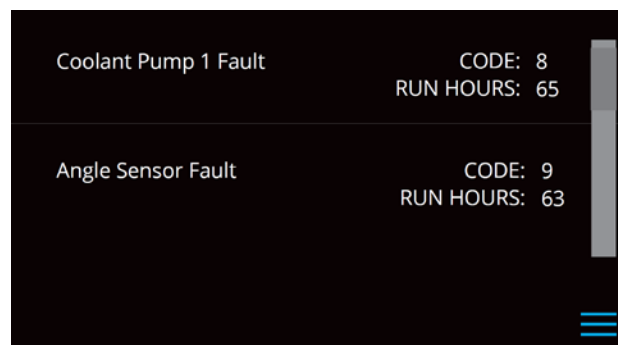 Coolant Pump 1 Fault CODE: 8
RUN HOURS: 65
Angle Sensor Fault CODE: 9
RUN HOURS: 63